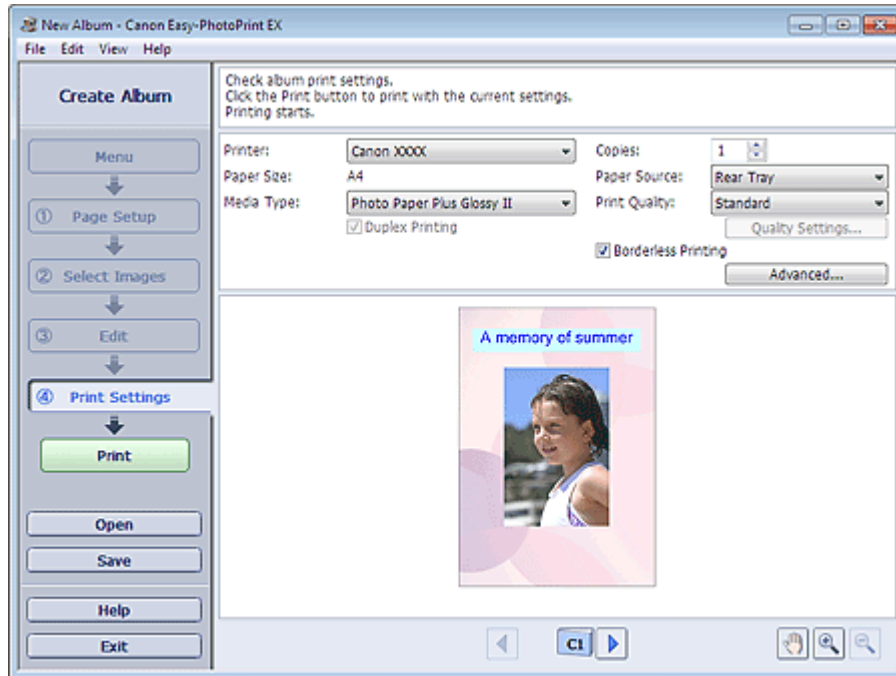 New Album - Canon Easy-PhotoPrint EX
File Edit View Help
Create Album
Menu
① Page Setup
② Select Images
③ Edit
④ Print Settings
Print
Open
Save
Help
Exit
Check album print settings.
Click the Print button to print with the current settings.
Printing starts.
Printer: Canon XXXX Copies: 1
Paper Size: A4 Paper Source: Rear Tray
Media Type: Photo Paper Plus Glossy II Print Quality: Standard
Duplex Printing Quality Settings...
Borderless Printing
Advanced...
A memory of summer
C1